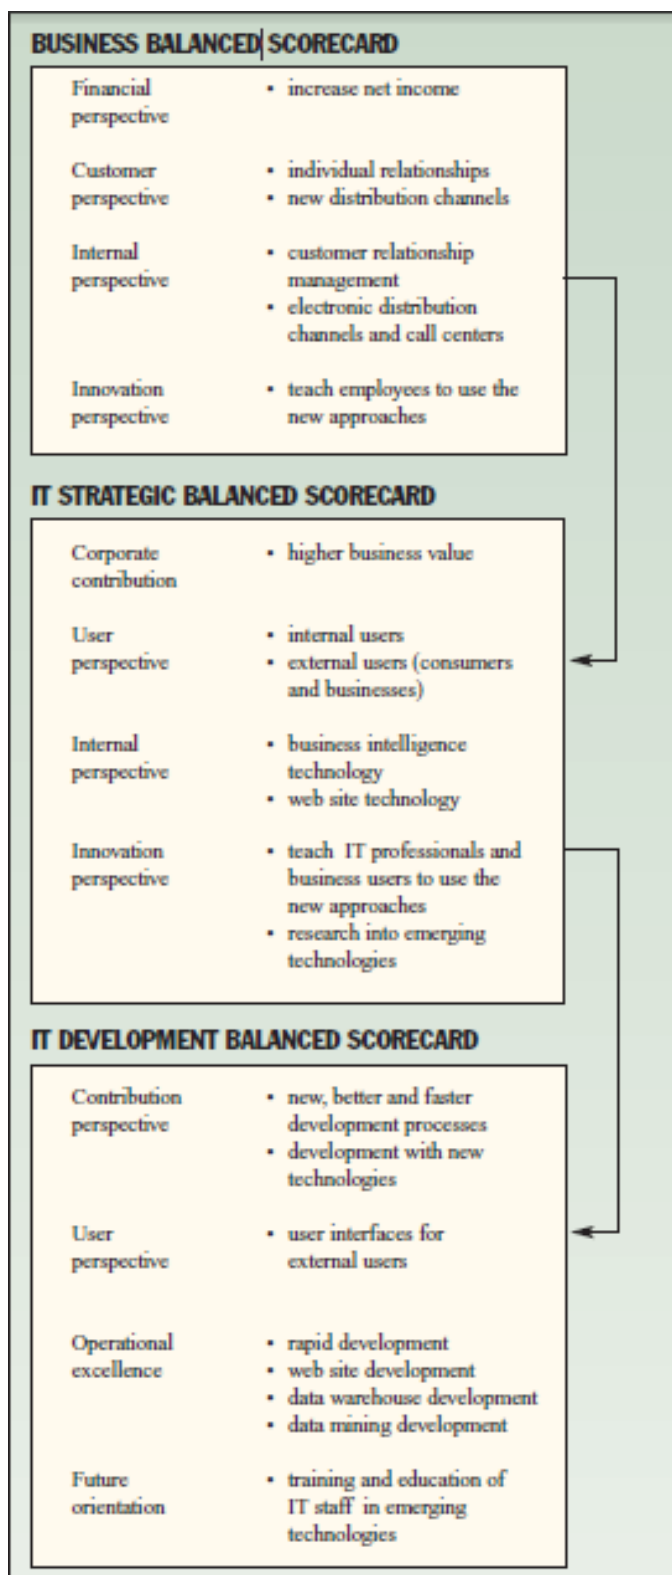 BUSINESS BALANCED SCORECARD
Financial perspective
• increase net income
Customer perspective
• individual relationships
• new distribution channels
Internal perspective
• customer relationship management
• electronic distribution channels and call centers
Innovation perspective
• teach employees to use the new approaches
IT STRATEGIC BALANCED SCORECARD
Corporate contribution
• higher business value
User perspective
• internal users
• external users (consumers and businesses)
Internal perspective
• business intelligence technology
• web site technology
Innovation perspective
• teach IT professionals and business users to use the new approaches
• research into emerging technologies
IT DEVELOPMENT BALANCED SCORECARD
Contribution perspective
• new, better and faster development processes
• development with new technologies
User perspective
• user interfaces for external users
Operational excellence
• rapid development
• web site development
• data warehouse development
• data mining development
Future orientation
• training and education of IT staff in emerging technologies